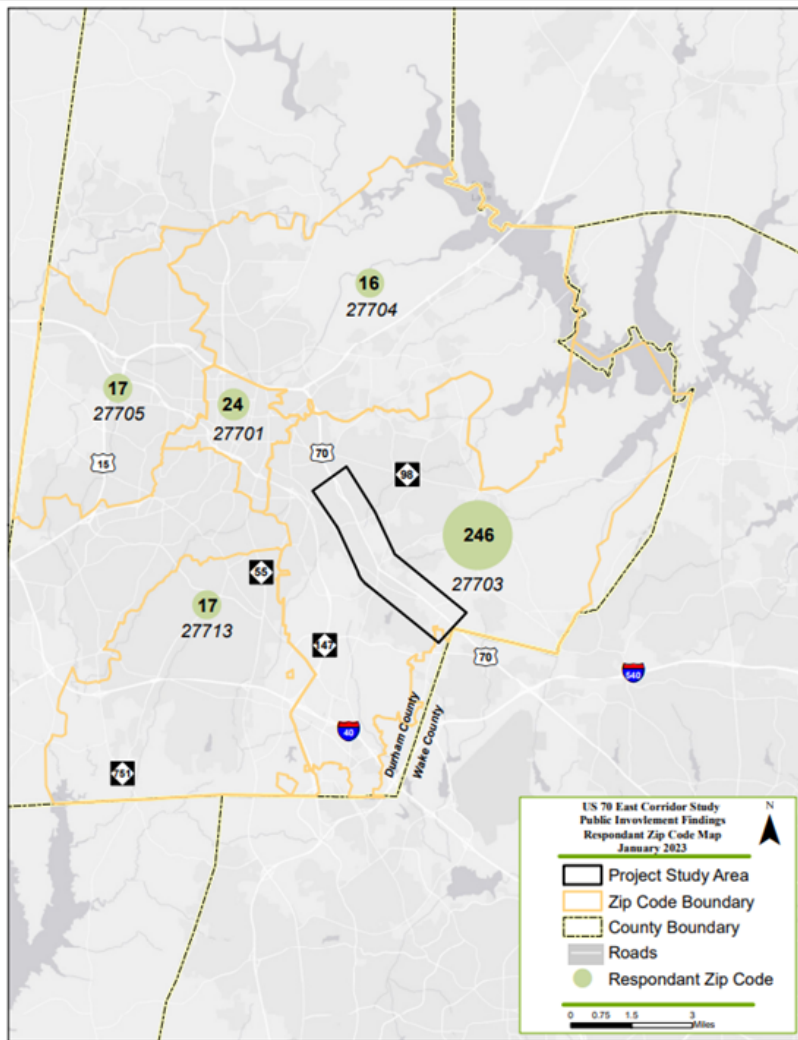 16
27704
17
27705
24
27701
15
70
98
246
27703
55
17
27713
147
70
540
Durham County
Wake County
40
751
US 70 East Corridor Study
Public Invovlement Findings
Respondant Zip Code Map
January 2023
N
Project Study Area
Zip Code Boundary
County Boundary
Roads
Respondant Zip Code
0 0.75 1.5 3
Miles